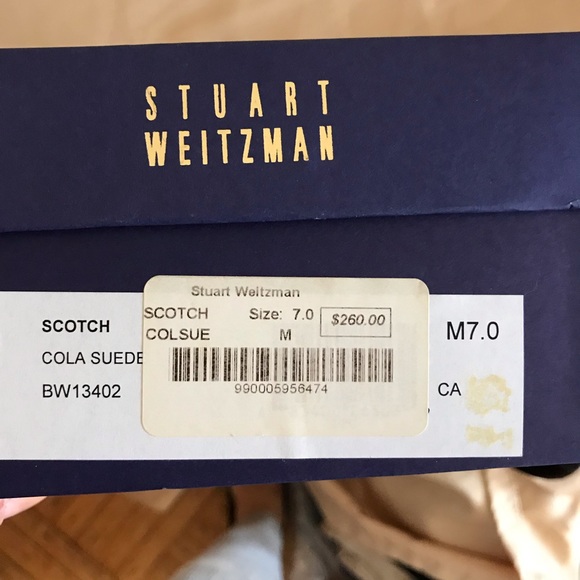 STUART
WEITZMAN
Stuart Weitzman
SCOTCH Size: 7.0 $260.00
COLSUE M
990005956474
SCOTCH
COLA SUEDE
BW13402
M7.0
CA